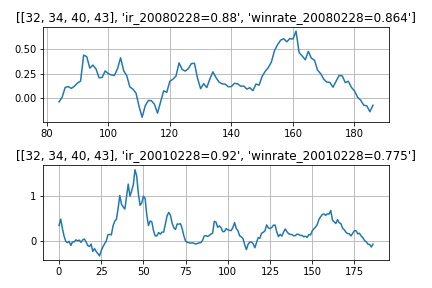 [[32, 34, 40, 43], 'ir_20080228=0.88', 'winrate_20080228=0.864']
0.50
0.25
0.00
80 100 120 140 160 180
[[32, 34, 40, 43], 'ir_20010228=0.92', 'winrate_20010228=0.775']
1
0
0 25 50 75 100 125 150 175